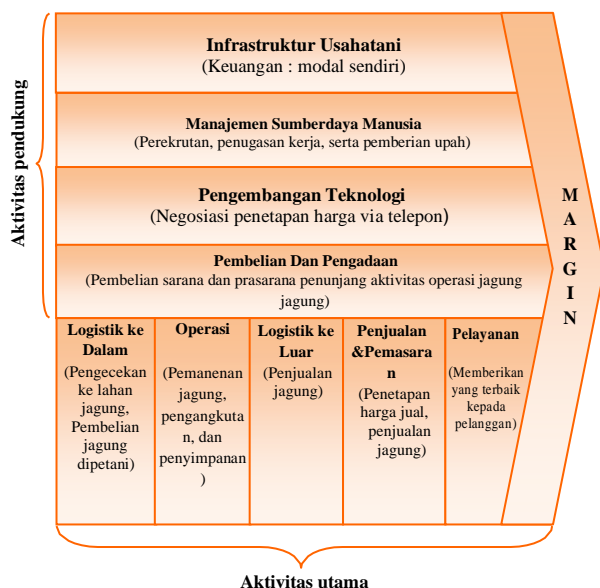 Aktivitas pendukung
Infrastruktur Usahatani
(Keuangan : modal sendiri)
Manajemen Sumberdaya Manusia
(Perekrutan, penugasan kerja, serta pemberian upah)
Pengembangan Teknologi
(Negosiasi penetapan harga via telepon)
Pembelian Dan Pengadaan
(Pembelian sarana dan prasarana penunjang aktivitas operasi jagung
jagung)
Logistik ke
Dalam
(Pengecekan
ke lahan
jagung,
Pembelian
jagung
dipetani)
Operasi
(Pemanenan
jagung,
pengangkuta
n, dan
penyimpanan
)
Logistik ke
Luar
(Penjualan
jagung)
Penjualan
&Pemasara
n
(Penetapan
harga jual,
penjualan
jagung)
Pelayanan
(Memberikan
yang terbaik
kepada
pelanggan)
M
A
R
G
I
N
Aktivitas utama